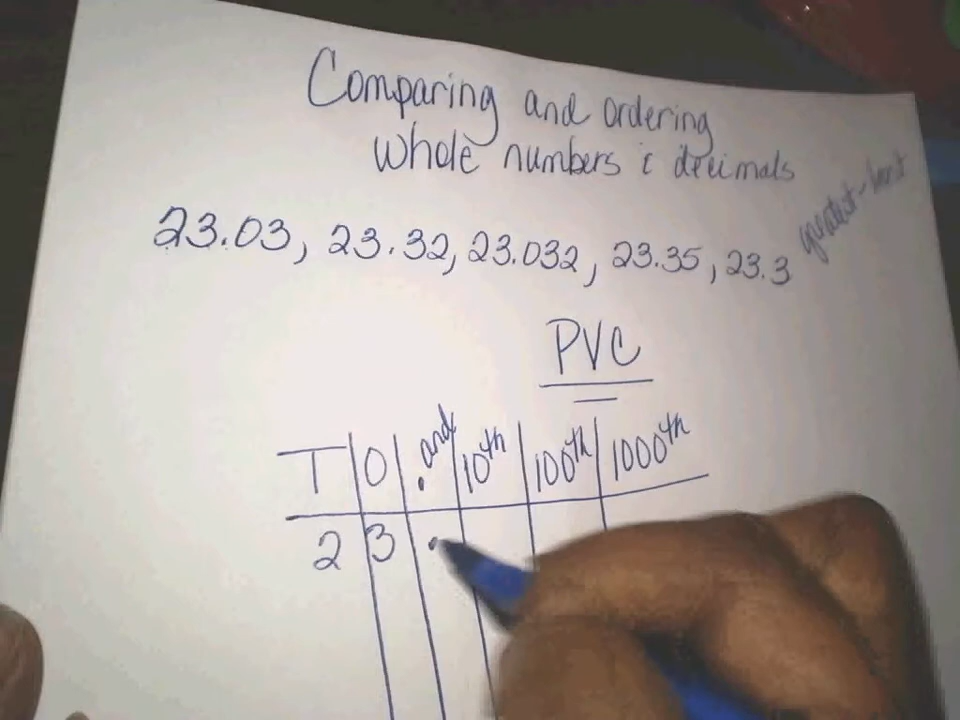 Comparing and ordering
Whole numbers & decimals
greatest - least
23.03, 23.32, 23.032, 23.35, 23.3
PVC
T O . and 10th 100th 1000th
2 3 .